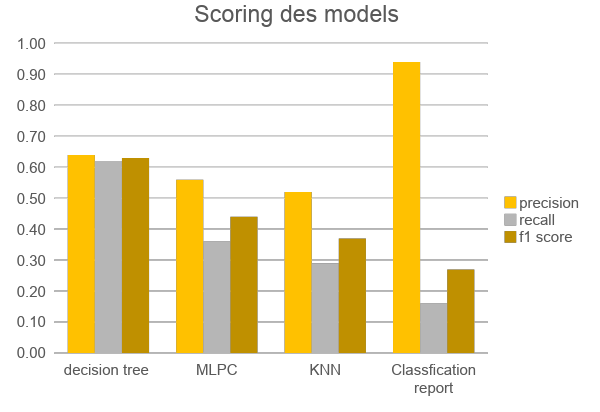 Scoring des models
1.00
0.90
0.80
0.70
0.60
0.50
0.40
0.30
0.20
0.10
0.00
decision tree
MLPC
KNN
Classfication
report
precision
recall
f1 score